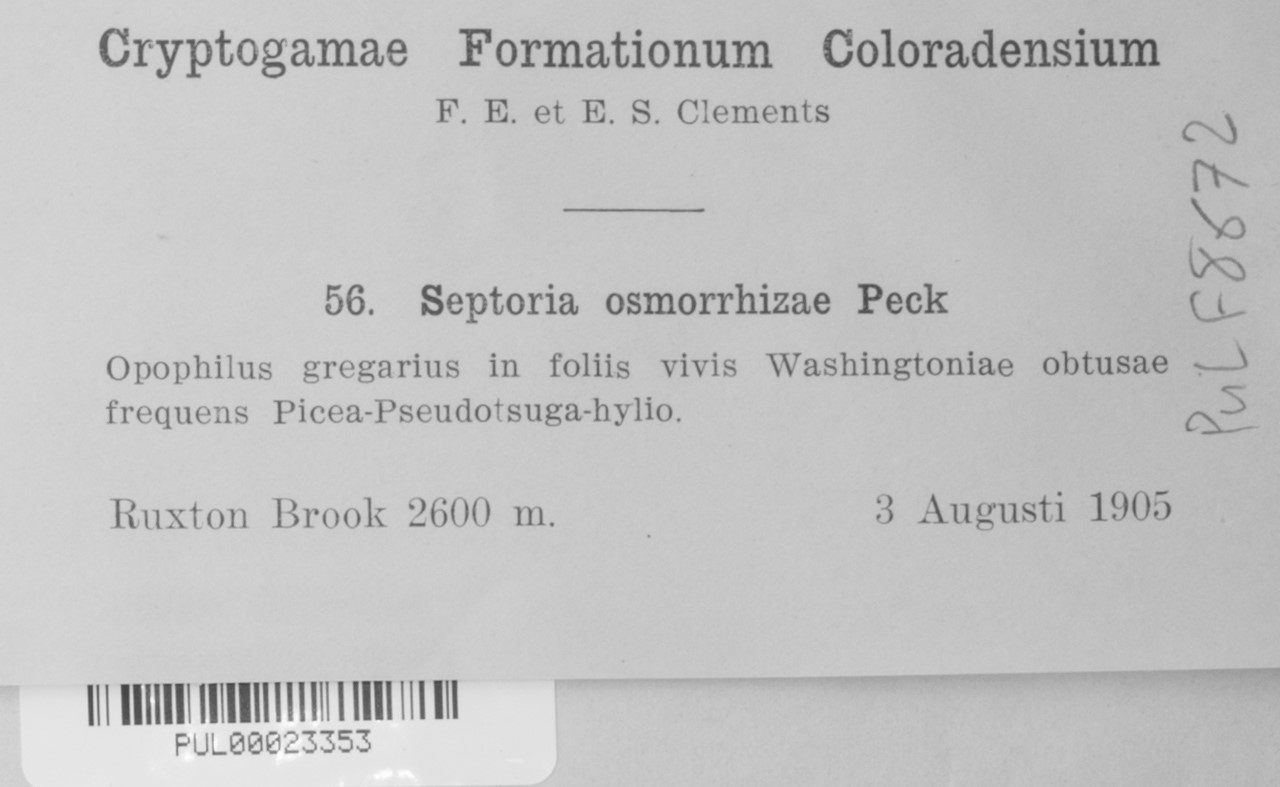 Cryptogamae Formationum Coloradensium
F. E. et E. S. Clements
56. Septoria osmorrhizae Peck
Opophilus gregarius in foliis vivis Washingtoniae obtusae
frequens Picea-Pseudotsuga-hylio.
Ruxton Brook 2600 m. 3 Augusti 1905
PUL F8672
PUL00023353